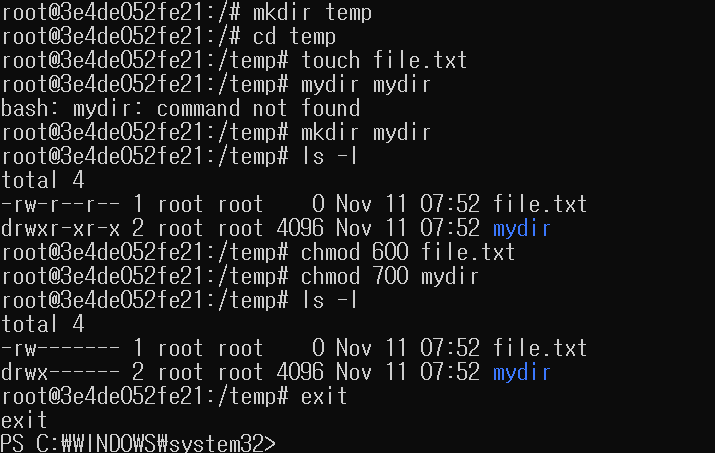 root@3e4de052fe21:/# mkdir temp
root@3e4de052fe21:/# cd temp
root@3e4de052fe21:/temp# touch file.txt
root@3e4de052fe21:/temp# mydir mydir
bash: mydir: command not found
root@3e4de052fe21:/temp# mkdir mydir
root@3e4de052fe21:/temp# ls -l
total 4
-rw-r--r-- 1 root root    0 Nov 11 07:52 file.txt
drwxr-xr-x 2 root root 4096 Nov 11 07:52 mydir
root@3e4de052fe21:/temp# chmod 600 file.txt
root@3e4de052fe21:/temp# chmod 700 mydir
root@3e4de052fe21:/temp# ls -l
total 4
-rw------- 1 root root    0 Nov 11 07:52 file.txt
drwx------ 2 root root 4096 Nov 11 07:52 mydir
root@3e4de052fe21:/temp# exit
exit
PS C:₩WINDOWS₩system32>